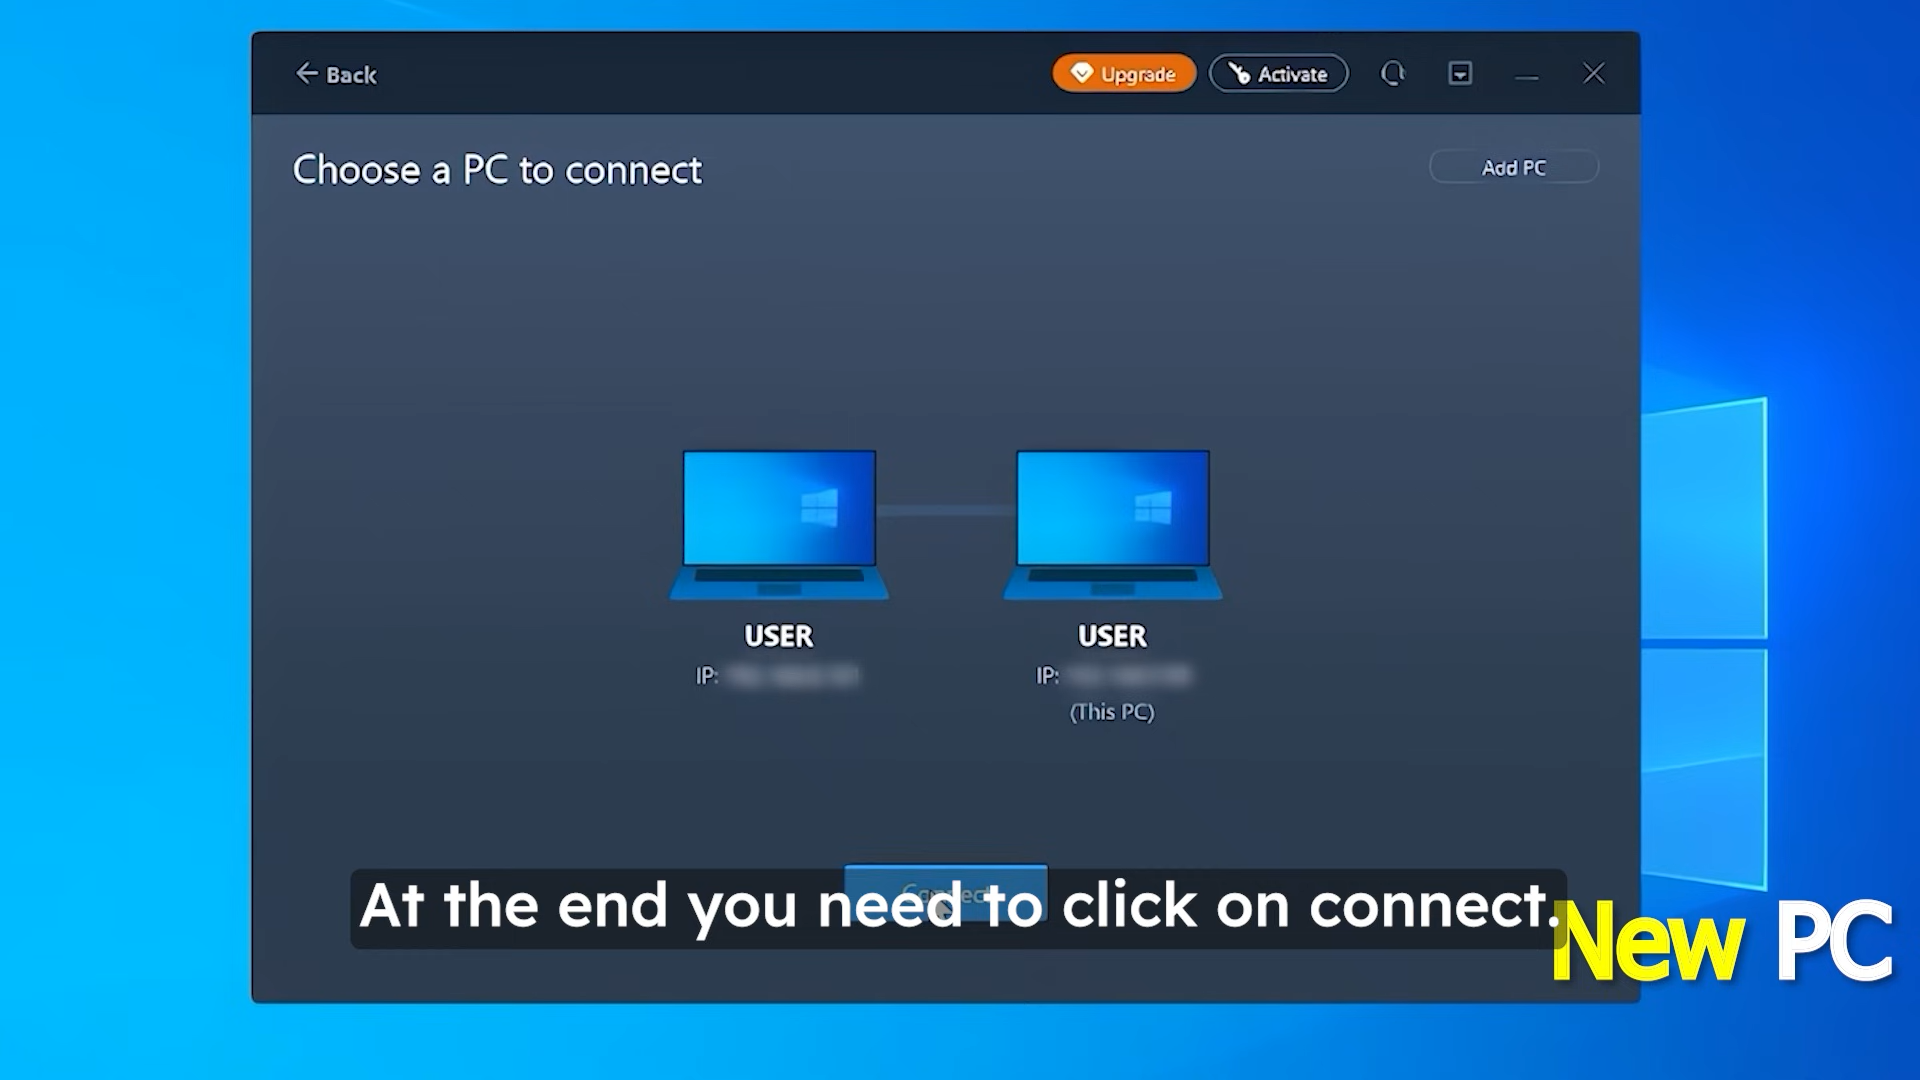 Back
Upgrade
Activate
Choose a PC to connect
Add PC
USER
USER
IP:
IP:
(This PC)
Connect
At the end you need to click on connect.
New PC